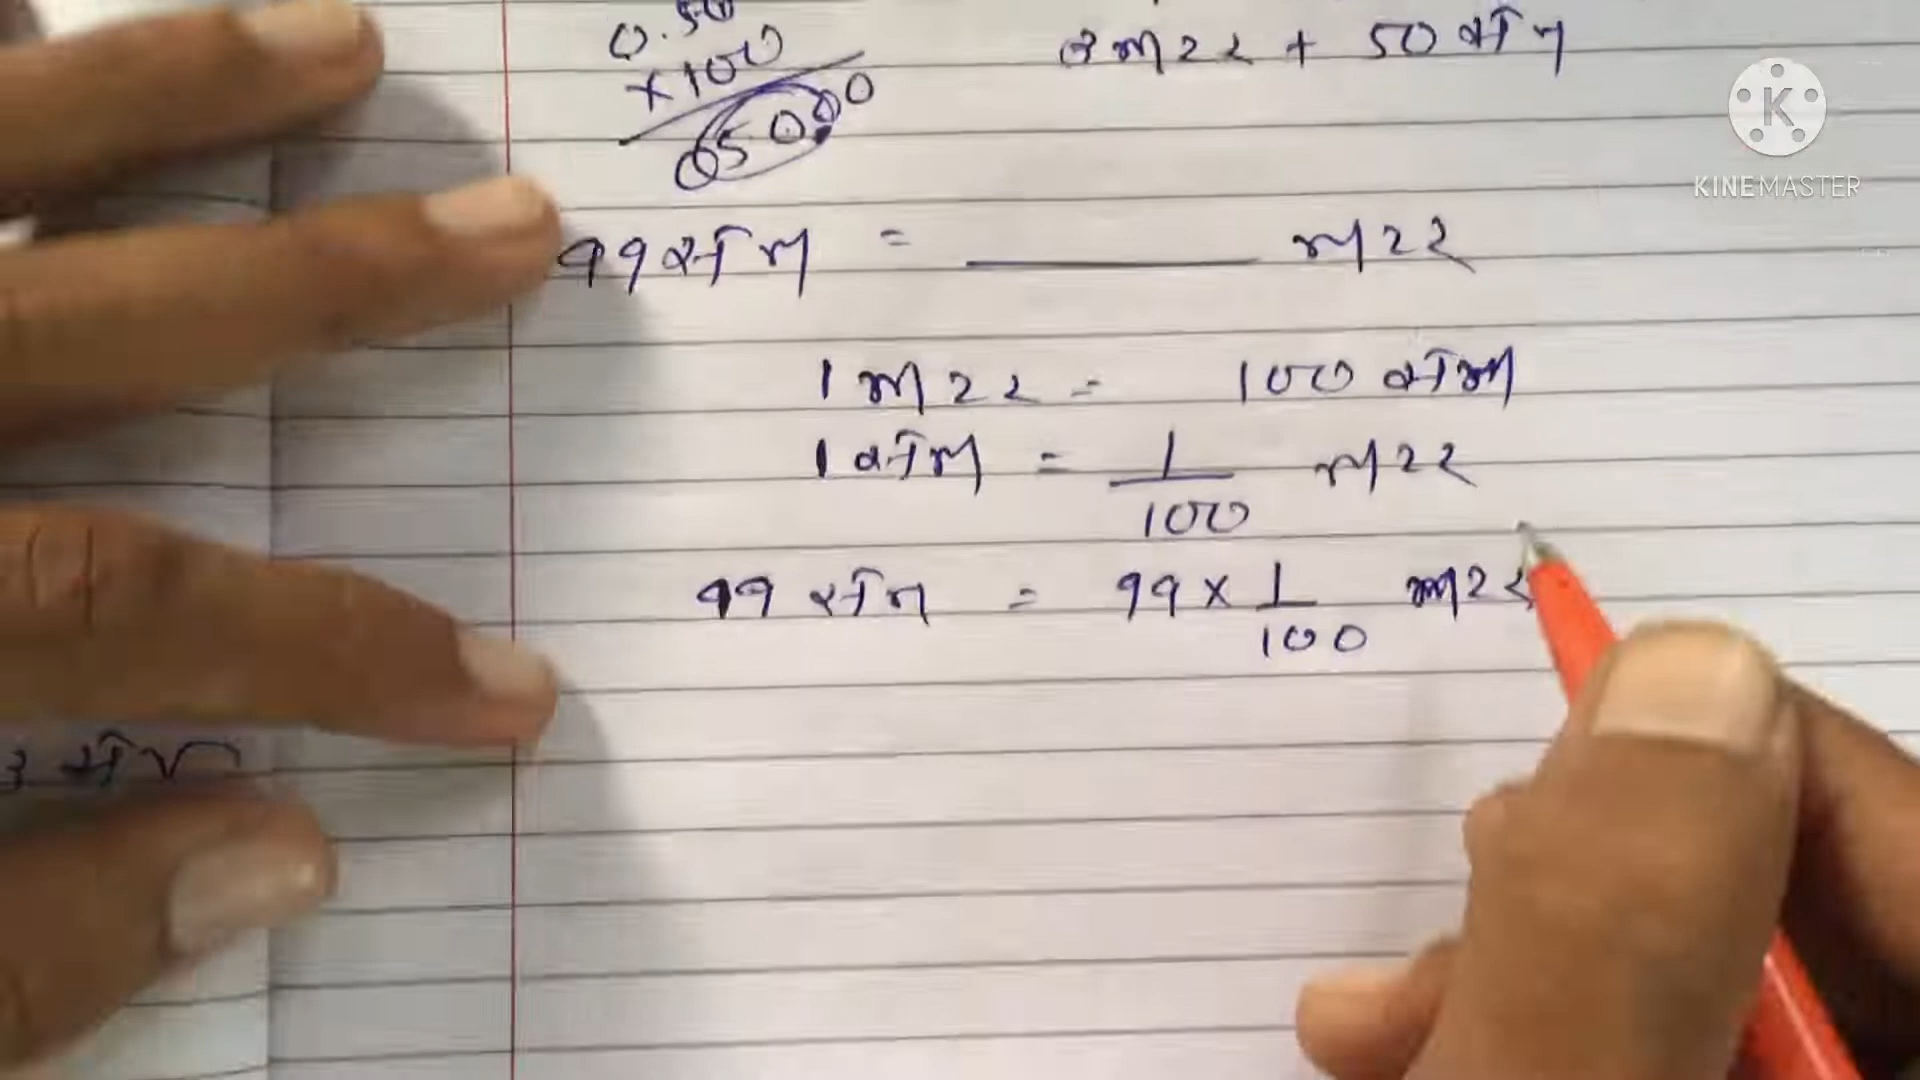 0.50
×100
050.00
3 मीटर + 50 सेमी
99 सेमी = ______ मीटर
1 मीटर = 100 सेमी
1 सेमी = 1/100 मीटर
99 सेमी = 99 × 1/100 मीटर
K
KINEMASTER